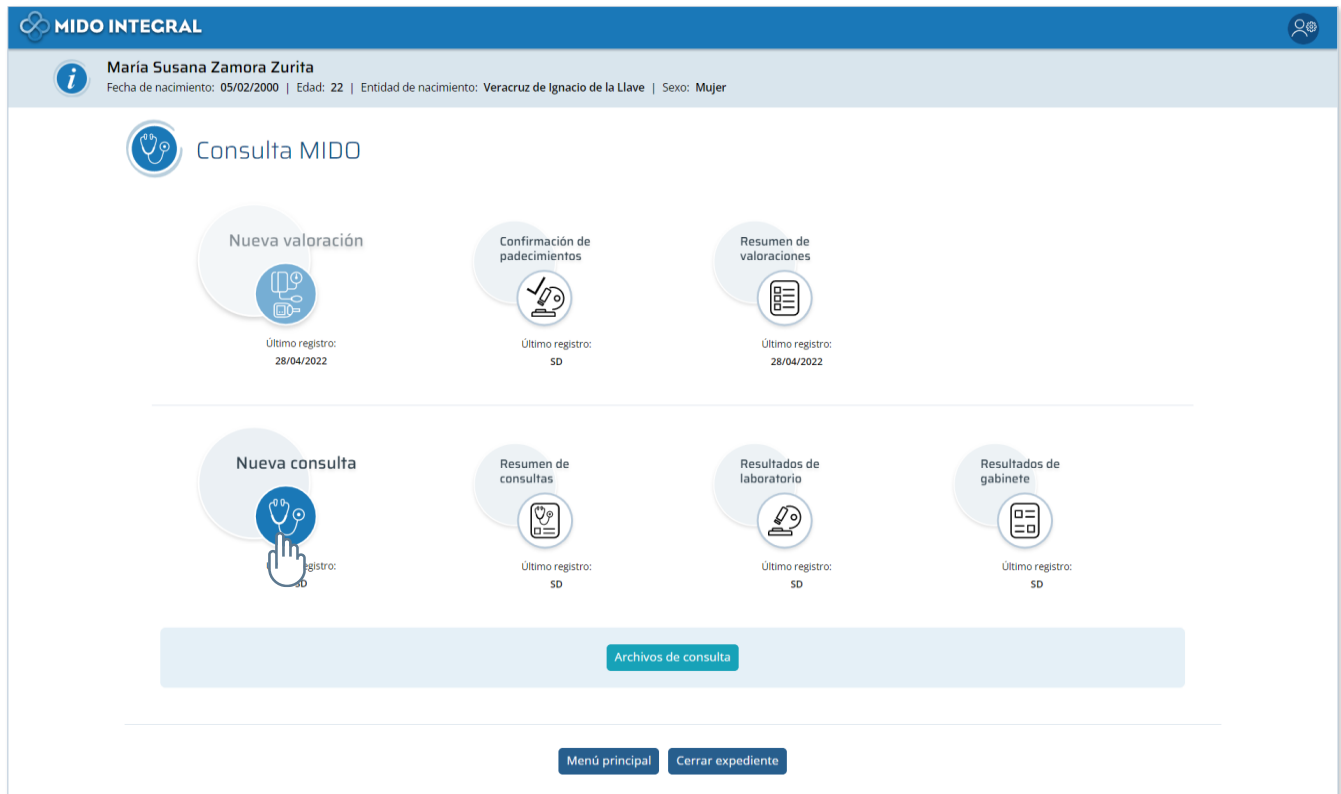 MIDO INTEGRAL
María Susana Zamora Zurita
Fecha de nacimiento: 05/02/2000 | Edad: 22 | Entidad de nacimiento: Veracruz de Ignacio de la Llave | Sexo: Mujer
Consulta MIDO
Nueva valoración
Último registro:
28/04/2022
Confirmación de
padecimientos
Último registro:
SD
Resumen de
valoraciones
Último registro:
28/04/2022
Nueva consulta
egistro:
SD
Resumen de
consultas
Último registro:
SD
Resultados de
laboratorio
Último registro:
SD
Resultados de
gabinete
Último registro:
SD
Archivos de consulta
Menú principal
Cerrar expediente